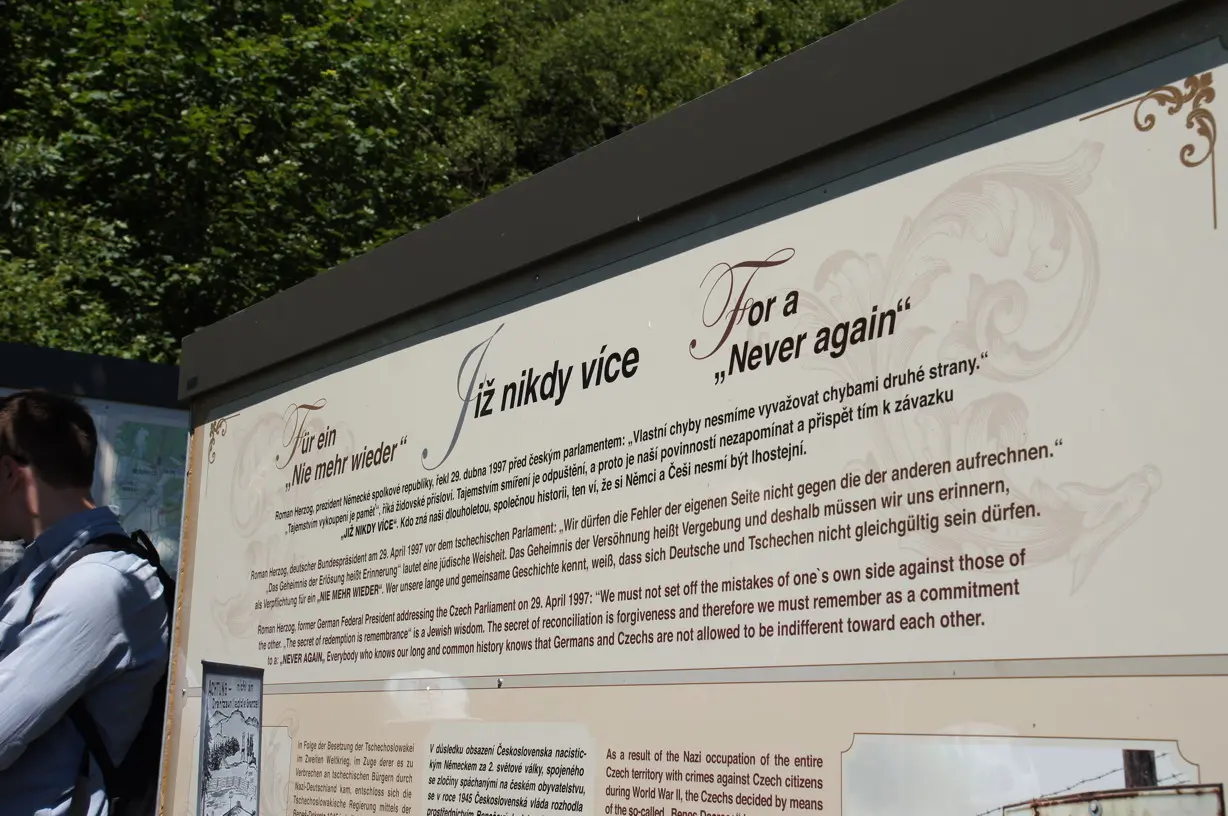 Für ein
„Nie mehr wieder“
Již nikdy více
For a
„Never again“
Roman Herzog, prezident Německé spolkové republiky, řekl 29. dubna 1997 před českým parlamentem: „Vlastní chyby nesmíme vyvažovat chybami druhé strany.“
„Tajemstvím vykoupení je paměť“, říká židovské přísloví. Tajemstvím smíření je odpuštění, a proto je naší povinností nezapomínat a přispět tím k závazku
„JIŽ NIKDY VÍCE“. Kdo zná naši dlouholetou, společnou historii, ten ví, že si Němci a Češi nesmí být lhostejní.
Roman Herzog, deutscher Bundespräsident am 29. April 1997 vor dem tschechischen Parlament: „Wir dürfen die Fehler der eigenen Seite nicht gegen die der anderen aufrechnen.“
„Das Geheimnis der Erlösung heißt Erinnerung“ lautet eine jüdische Weisheit. Das Geheimnis der Versöhnung heißt Vergebung und deshalb müssen wir uns erinnern,
als Verpflichtung für ein „NIE MEHR WIEDER“. Wer unsere lange und gemeinsame Geschichte kennt, weiß, dass sich Deutsche und Tschechen nicht gleichgültig sein dürfen.
Roman Herzog, former German Federal President addressing the Czech Parliament on 29. April 1997: “We must not set off the mistakes of one`s own side against those of
the other. „The secret of redemption is remembrance“ is a Jewish wisdom. The secret of reconciliation is forgiveness and therefore we must remember as a commitment
to a: „NEVER AGAIN„ Everybody who knows our long and common history knows that Germans and Czechs are not allowed to be indifferent toward each other.
ACHTUNG – nicht an
In Folge der Besetzung der Tschechoslowakei
im Zweiten Weltkrieg, im Zuge derer es zu
Verbrechen an tschechischen Bürgern durch
Nazi-Deutschland kam, entschloss sich die
Tschechoslowakische Regierung mittels der
V důsledku obsazení Československa nacistic-
kým Německem za 2. světové války, spojeného
se zločiny spáchanými na českém obyvatelstvu,
se v roce 1945 Československá vláda rozhodla
prostřednictvím
As a result of the Nazi occupation of the entire
Czech territory with crimes against Czech citizens
during World War II, the Czechs decided by means
of the so-called